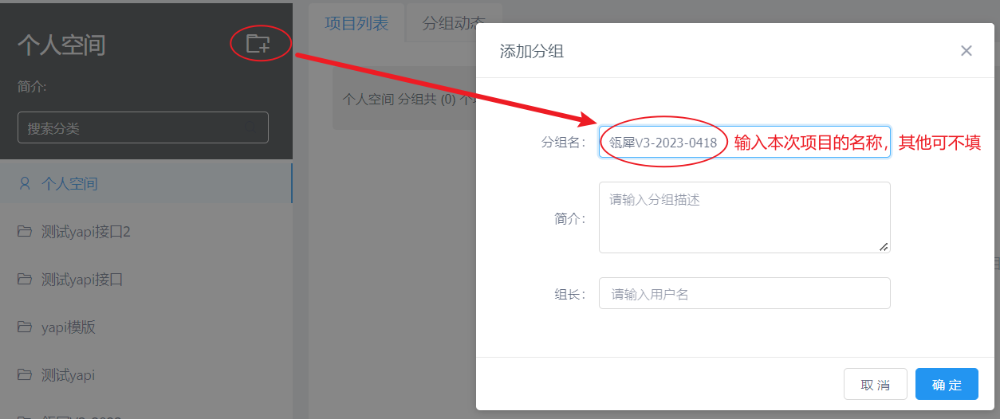 个人空间
简介:
搜索分类
个人空间
测试yapi接口2
测试yapi接口
yapi模版
测试yapi
项目列表
分组动态
个人空间 分组共 (0) 个
添加分组
分组名：
瓴犀V3-2023-0418
输入本次项目的名称，其他可不填
简介：
请输入分组描述
组长：
请输入用户名
取 消
确 定